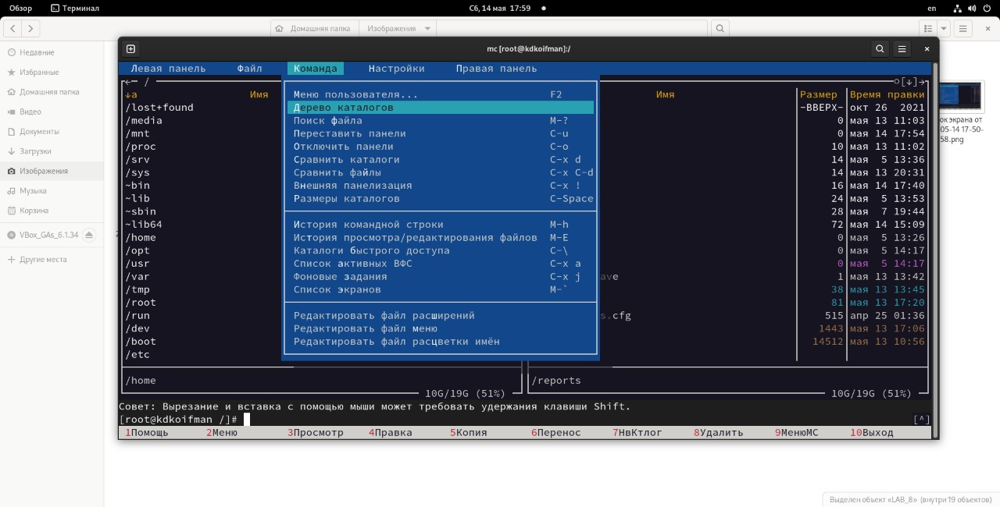 Обзор Терминал Сб, 14 мая 17:59 en
Домашняя папка Изображения
Недавние
Избранные
Домашняя папка
Видео
Документы
Загрузки
Изображения
Музыка
Корзина
VBox_GAs_6.1.34
Другие места
ок экрана от
05-14 17-50-
58.png
mc [root@kdkoifman]:/
Левая панель Файл Команда Настройки Правая панель
/ [↓]
↓а Имя
/lost+found
/media
/mnt
/proc
/srv
/sys
~bin
~lib
~sbin
~lib64
/home
/opt
/usr
/var
/tmp
/root
/run
/dev
/boot
/etc
Меню пользователя... F2
Дерево каталогов
Поиск файла M-?
Переставить панели C-u
Отключить панели C-o
Сравнить каталоги C-x d
Сравнить файлы C-x C-d
Внешняя панелизация C-x !
Размеры каталогов C-Space
История командной строки M-h
История просмотра/редактирования файлов M-E
Каталоги быстрого доступа C-\
Список активных ВФС C-x a
Фоновые задания C-x j
Список экранов M-`
Редактировать файл расширений
Редактировать файл меню
Редактировать файл расцветки имён
Имя Размер Время правки
-ВВЕРХ- окт 26 2021
0 мая 13 11:03
0 мая 14 17:54
10 мая 13 11:02
14 мая 5 13:36
14 мая 13 20:31
16 мая 14 17:40
24 мая 5 13:53
28 мая 7 19:44
72 мая 14 15:09
0 мая 5 13:26
0 мая 5 14:17
0 мая 5 14:17
ave 1 мая 13 13:42
38 мая 13 13:45
81 мая 13 17:20
s.cfg 515 апр 25 01:36
1443 мая 13 17:06
14512 мая 13 10:56
/home /reports
10G/19G (51%) 10G/19G (51%)
Совет: Вырезание и вставка с помощью мыши может требовать удержания клавиши Shift.
[root@kdkoifman /]# [^]
1Помощь 2Меню 3Просмотр 4Правка 5Копия 6Перенос 7НвКтлог 8Удалить 9МенюМС 10Выход
Выделен объект «LAB_8» (внутри 19 объектов)